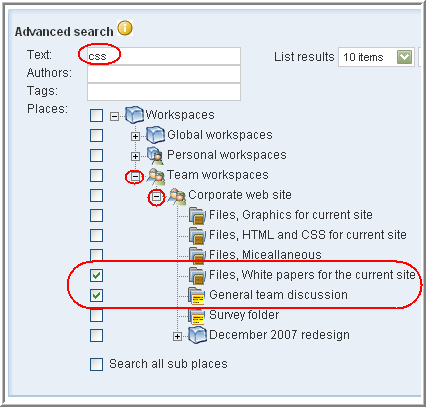 Advanced search
Text: css List results 10 items
Authors:
Tags:
Places: Workspaces
Global workspaces
Personal workspaces
Team workspaces
Corporate web site
Files, Graphics for current site
Files, HTML and CSS for current site
Files, Miceallaneous
Files, White papers for the current site
General team discussion
Survey folder
December 2007 redesign
Search all sub places